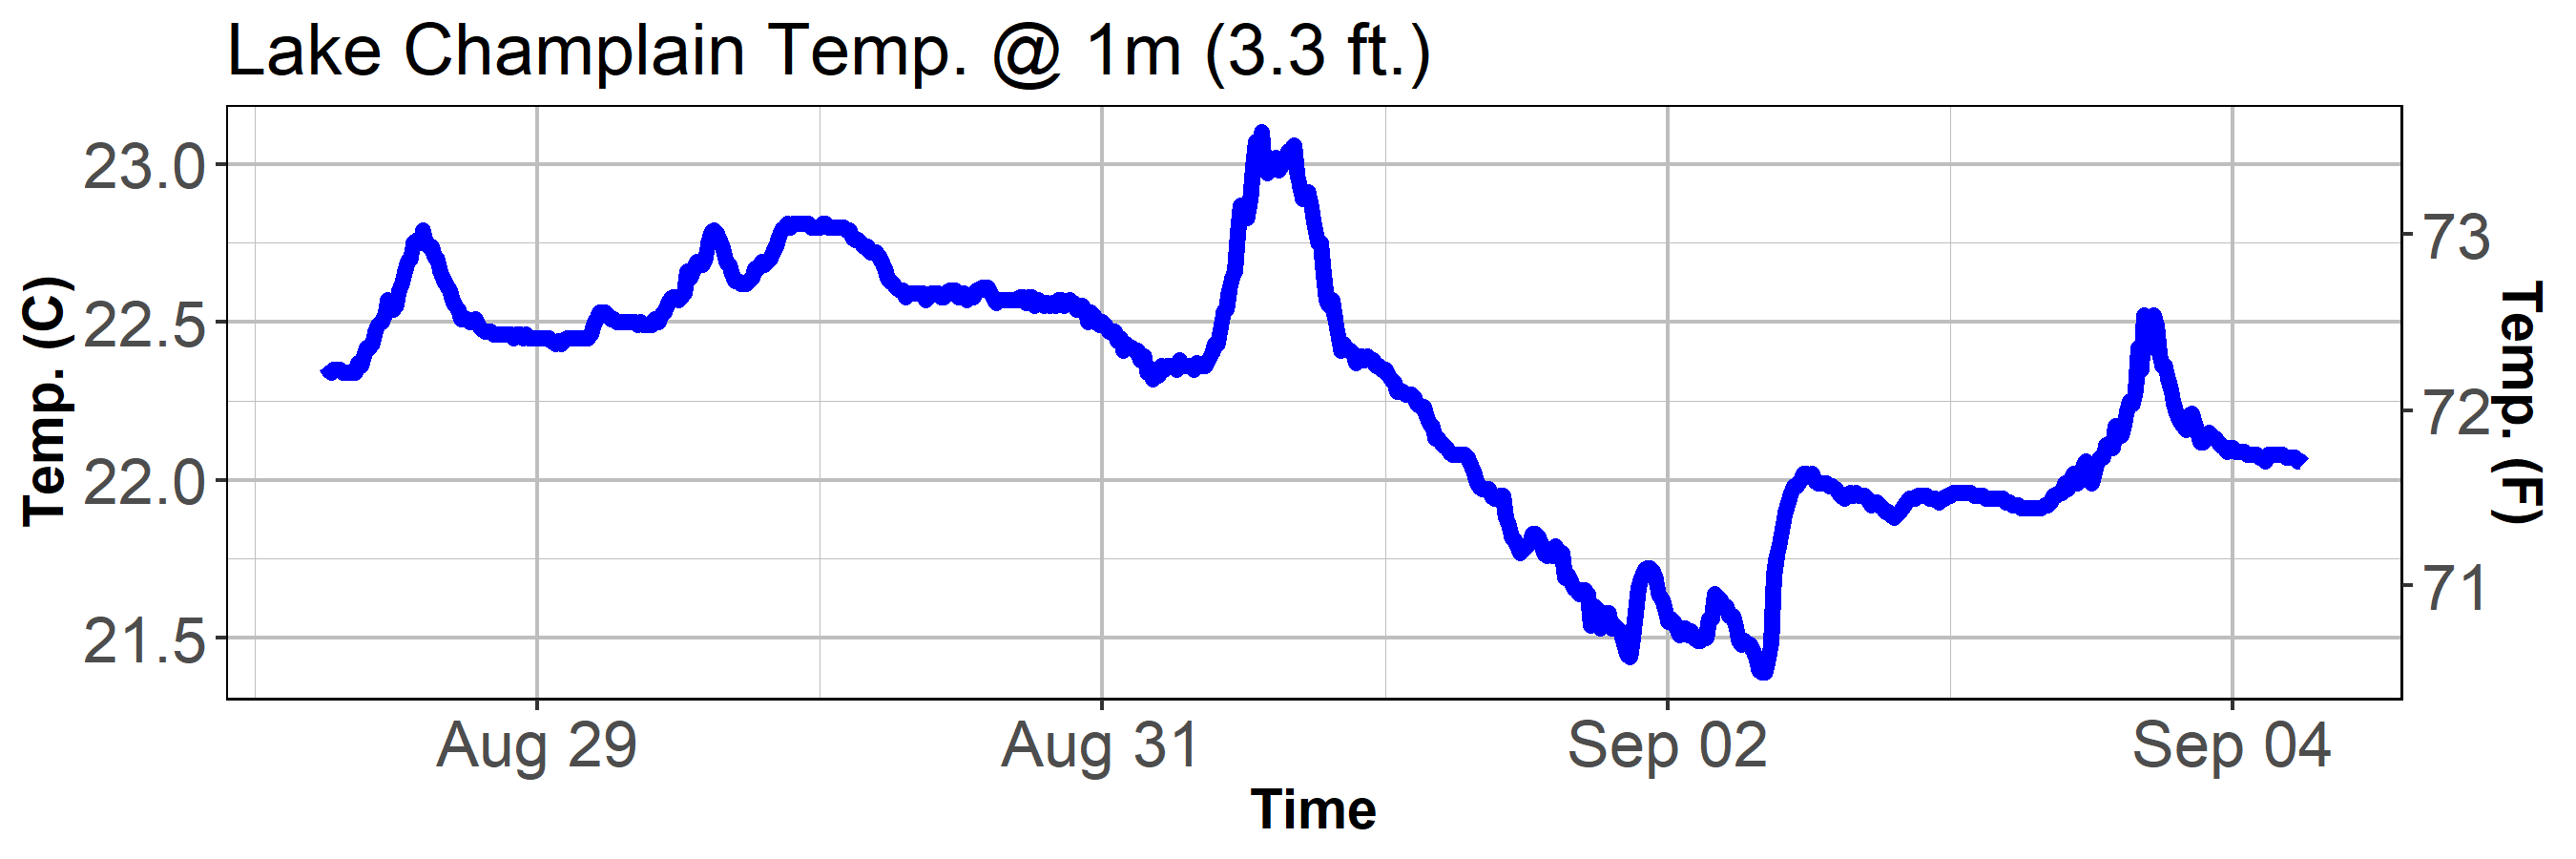 Lake Champlain Temp. @ 1m (3.3 ft.)
Temp. (C)
23.0
22.5
22.0
21.5
73
72
71
Temp. (F)
Aug 29
Aug 31
Sep 02
Sep 04
Time